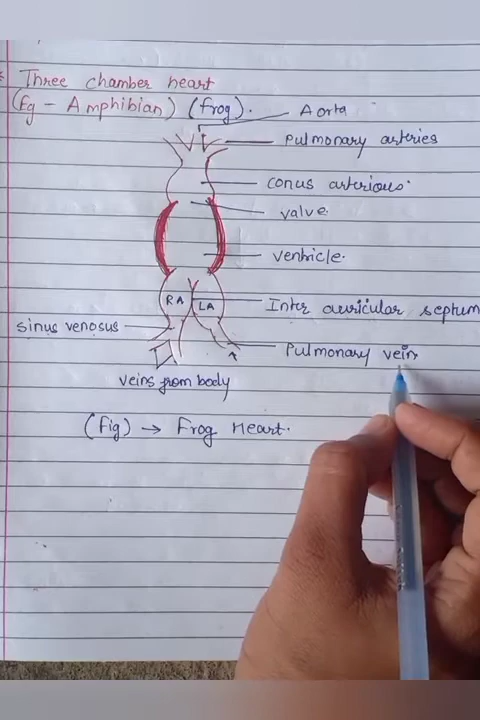 Three chamber heart
(Eg - Amphibian) (frog).
Aorta
Pulmonary arteries
conus arterious.
valve.
ventricle.
RA
LA
Inter auricular septum
sinus venosus
Pulmonary vein
veins from body
(fig) → Frog Heart.